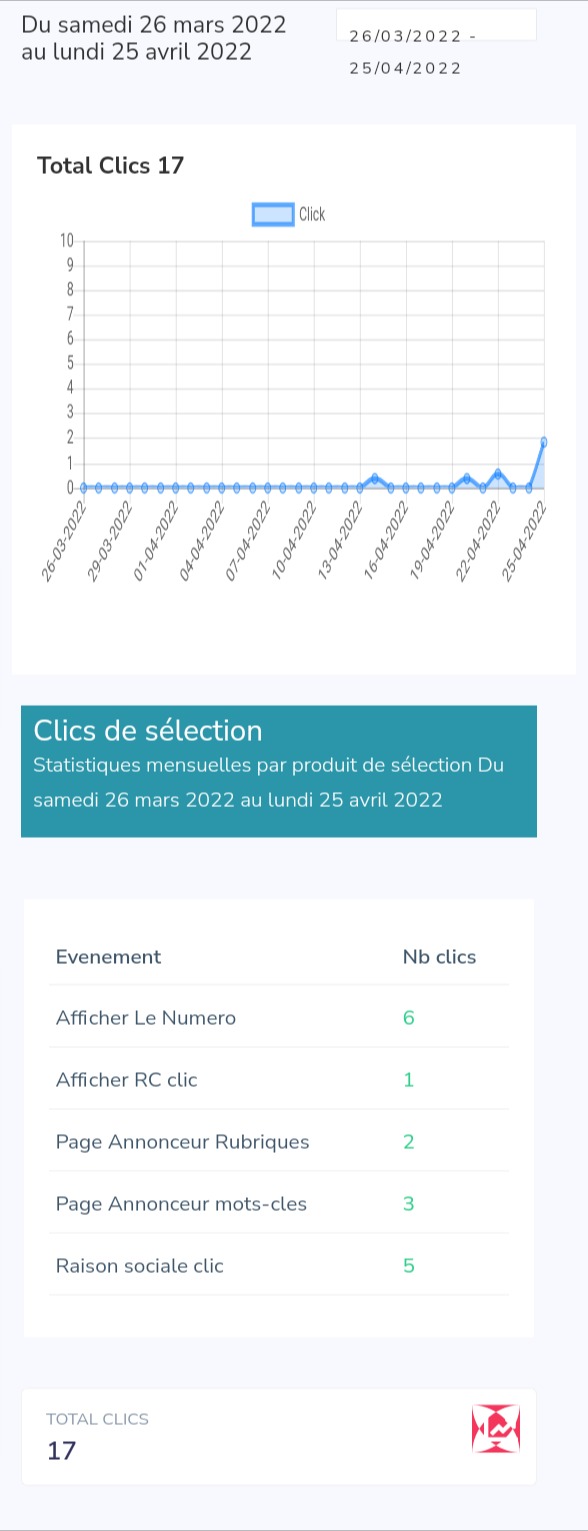 Du samedi 26 mars 2022
au lundi 25 avril 2022
26/03/2022 -
25/04/2022
Total Clics 17
Click
10
9
8
7
6
5
4
3
2
1
0
26-03-2022
29-03-2022
01-04-2022
04-04-2022
07-04-2022
10-04-2022
13-04-2022
16-04-2022
19-04-2022
22-04-2022
25-04-2022
Clics de sélection
Statistiques mensuelles par produit de sélection Du
samedi 26 mars 2022 au lundi 25 avril 2022
Evenement Nb clics
Afficher Le Numero 6
Afficher RC clic 1
Page Annonceur Rubriques 2
Page Annonceur mots-cles 3
Raison sociale clic 5
TOTAL CLICS
17